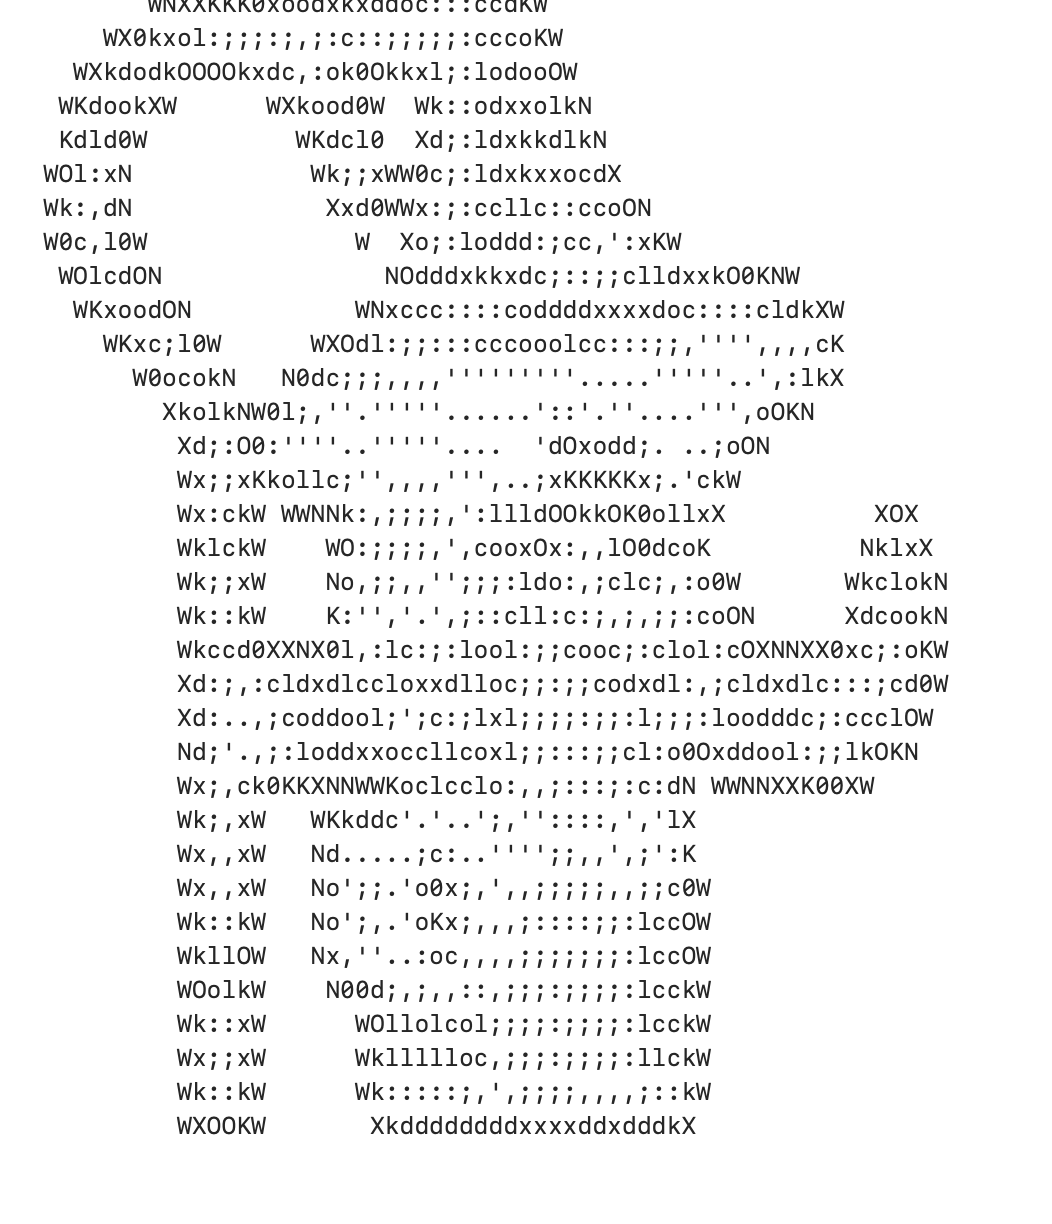 WNXXKKK0xoodxkxddoc:::ccdKW
WX0kxol:;;;:;,;:c::;;;;;:cccoKW
WXkdodkOOOOkxdc,:ok0Okkxl;:lodooOW
WKdookXW      WXkood0W  Wk::odxxolkN
Kdld0W          WKdcl0  Xd;:ldxkkdlkN
WOl:xN            Wk;;xWW0c;:ldxkxxocdX
Wk:,dN             Xxd0WWx:;:ccllc::ccoON
W0c,l0W              W  Xo;:loddd:;cc,':xKW
WOlcdON               NOdddxkkxdc;::;;clldxxkO0KNW
WKxoodON           WNxccc::::coddddxxxxdoc::::cldkXW
WKxc;l0W      WXOdl:;;:::cccooolcc:::;;,'''',,,,cK
W0ocokN   N0dc;;;,,,,'''''''''.....'''''..',:lkX
XkolkNW0l;,''.'''''......'::'.''....''',oOKN
Xd;:O0:''''..'''''....  'dOxodd;. ..;oON
Wx;;xKkollc;'',,,,''',..;xKKKKKx;.'ckW
Wx:ckW WWNNk:,;;;;,':llldOOkkOK0ollxX          XOX
WklckW    WO:;;;;,',cooxOx:,,lO0dcoK          NklxX
Wk;;xW    No,;;,,'';;;:ldo:,;clc;,:o0W       WkclokN
Wk::kW    K:'','.',;::cll:c:;,;,;;:coON      XdcookN
Wkccd0XXNX0l,:lc:;:lool:;;cooc;:clol:cOXNNXX0xc;:oKW
Xd:;,:cldxdlccloxxdlloc;;:;;codxdl:,;cldxdlc:::;cd0W
Xd:..,;coddool;';c:;lxl;;;;:;;:l;;;:loodddc;:ccclOW
Nd;'.,;:loddxxoccllcoxl;;:::;;cl:o0Oxddool:;;lkOKN
Wx;,ck0KKXNNWWKoclcclo:,,;:::;:c:dN WWNNXXK00XW
Wk;,xW   WKkddc'.'..';,''::::,','lX
Wx,,xW   Nd.....;c:..'''';;,,',;':K
Wx,,xW   No';;.'o0x;,',,;;;;;,,;;c0W
Wk::kW   No';,.'oKx;,,,;::::;;:lccOW
WkllOW   Nx,''..:oc,,,,;;;;;;;:lccOW
WOolkW    N00d;,;,,::,;;;:;;;;:lcckW
Wk::xW      WOllolcol;;;;:;;;;:lcckW
Wx;;xW      Wkllllloc,;;;:;;;;:llckW
Wk::kW      Wk:::::;,',;;;;,,,,;::kW
WXOOKW       XkddddddddxxxxddxdddkX